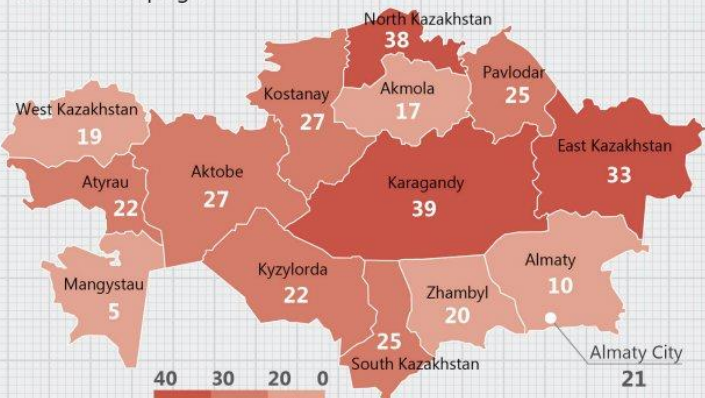 North Kazakhstan
38
Kostanay
27
Akmola
17
Pavlodar
25
West Kazakhstan
19
East Kazakhstan
33
Atyrau
22
Aktobe
27
Karagandy
39
Mangystau
5
Kyzylorda
22
Zhambyl
20
Almaty
10
25
South Kazakhstan
Almaty City
21
40 30 20 0